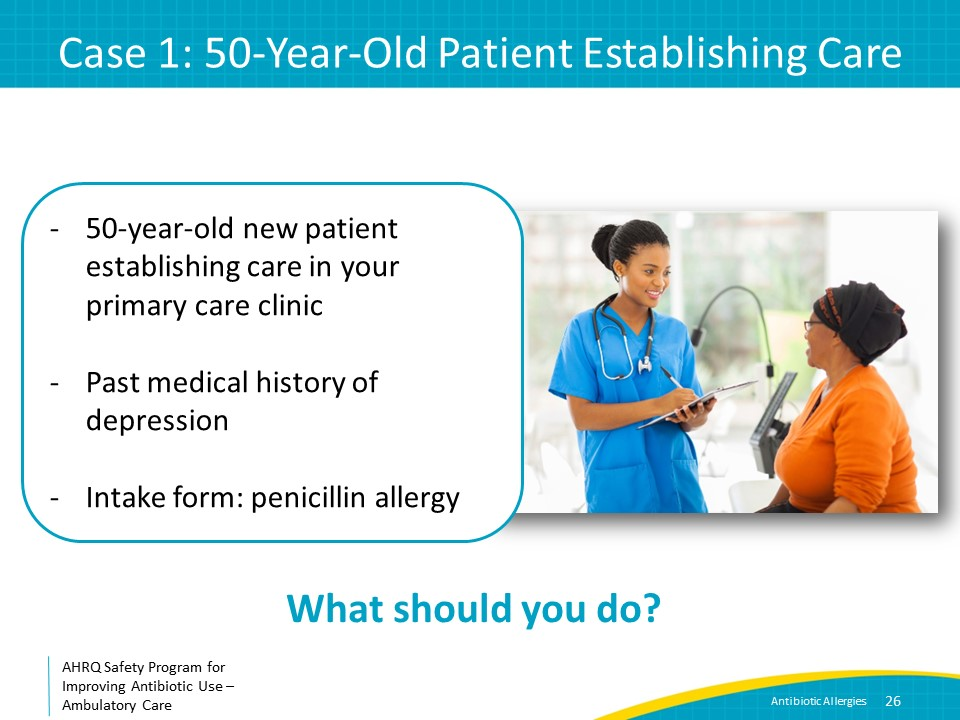 Case 1: 50-Year-Old Patient Establishing Care
- 50-year-old new patient
establishing care in your
primary care clinic
- Past medical history of
depression
- Intake form: penicillin allergy
What should you do?
AHRQ Safety Program for
Improving Antibiotic Use –
Ambulatory Care
Antibiotic Allergies 26